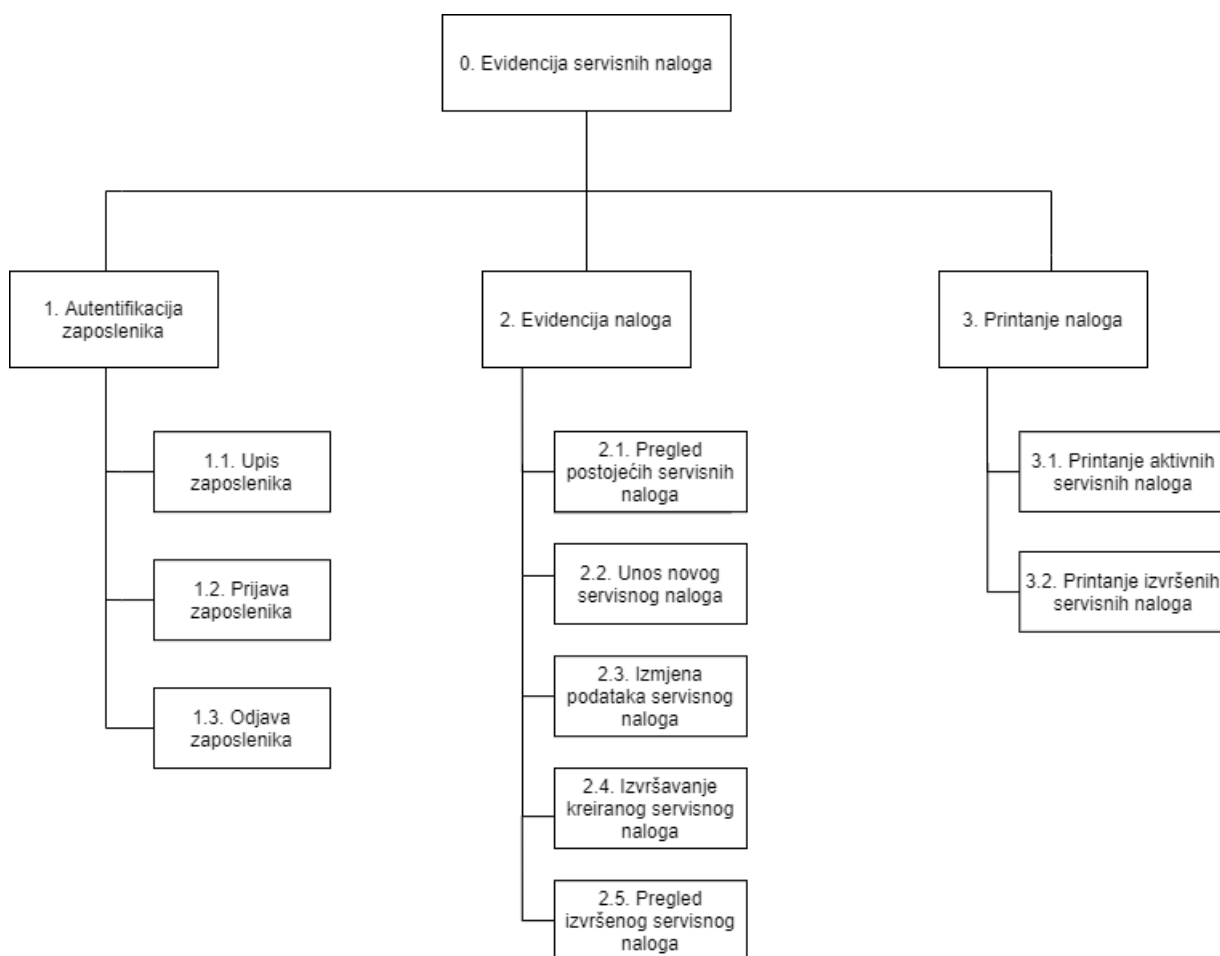 0. Evidencija servisnih naloga
1. Autentifikacija
zaposlenika
2. Evidencija naloga
3. Printanje naloga
1.1. Upis
zaposlenika
1.2. Prijava
zaposlenika
1.3. Odjava
zaposlenika
2.1. Pregled
postojećih servisnih
naloga
2.2. Unos novog
servisnog naloga
2.3. Izmjena
podataka servisnog
naloga
2.4. Izvršavanje
kreiranog servisnog
naloga
2.5. Pregled
izvršenog servisnog
naloga
3.1. Printanje aktivnih
servisnih naloga
3.2. Printanje izvršenih
servisnih naloga